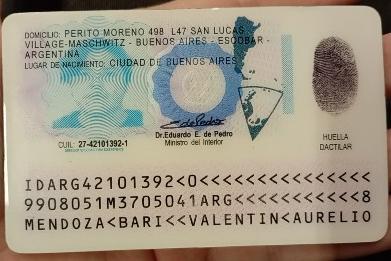 DOMICILIO: PERITO MORENO 498 L47 SAN LUCAS
VILLAGE-MASCHWITZ - BUENOS AIRES - ESCOBAR -
ARGENTINA
LUGAR DE NACIMIENTO: CIUDAD DE BUENOS AIRES
Dr. Eduardo E. de Pedro
Ministro del Interior
CUIL: 27-42101392-1
HUELLA
DACTILAR
IDARG42101392<0<<<<<<<<<<<<<<<
9908051M3705041ARG<<<<<<<<<<<8
MENDOZA<BARI<<VALENTIN<AURELIO